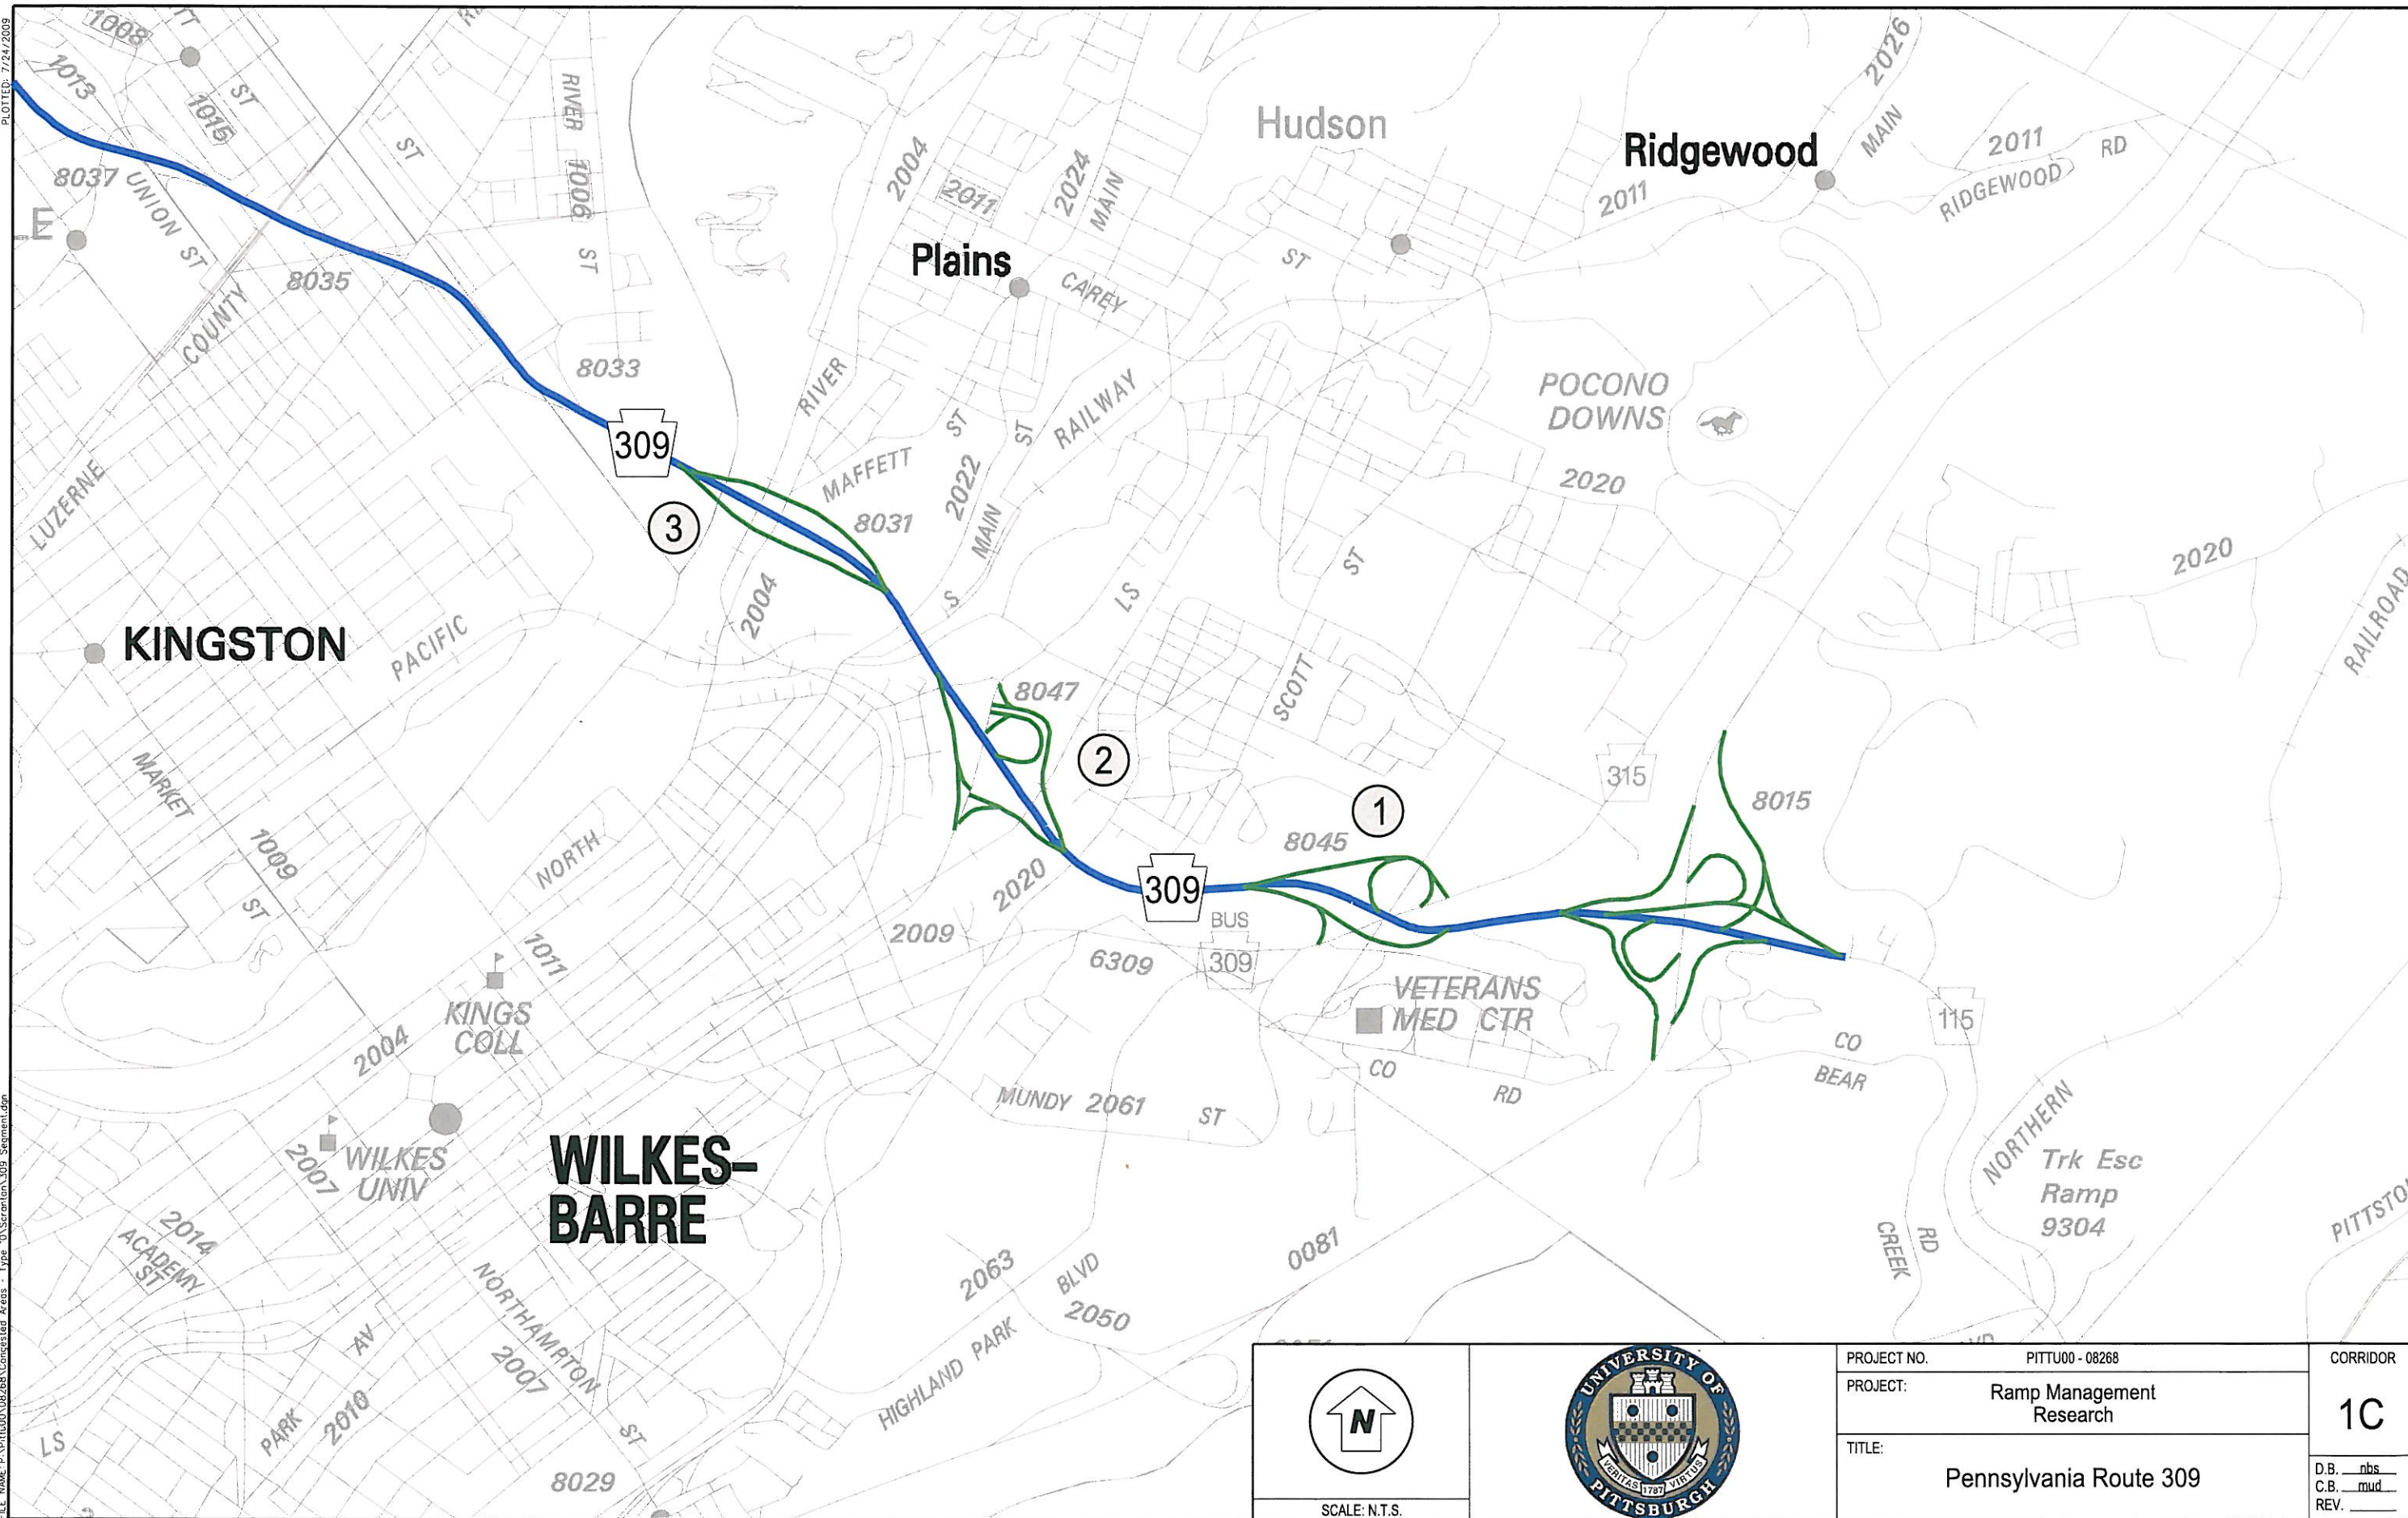 PLOTTED: 7/24/2009
1008
ST
1013
1015
ST
RIVER
1006
ST
8037
UNION ST
E
COUNTY
8035
8033
309
3
LUZERNE
KINGSTON
PACIFIC
MARKET
1009
ST
NORTH
1011
KINGS
COLL
2004
WILKES
UNIV
2007
WILKES-
BARRE
2014
ACADEMY
ST
PARK AV
2010
LS
NORTHAMPTON
2007
ST
8029
2004
2011
2024
MAIN
Hudson
Plains
CAREY
ST
Ridgewood
2026
MAIN
2011
2011
RIDGEWOOD
RD
RIVER
MAFFETT
ST
8031
2022
ST
MAIN
S
RAILWAY
LS
2004
POCONO
DOWNS
2020
2020
RAILROAD
ST
SCOTT
8047
2
1
315
8015
8045
309
2020
2009
BUS
309
6309
VETERANS
MED CTR
115
CO
BEAR
CO
RD
MUNDY 2061 ST
NORTHERN
Trk Esc
Ramp
9304
CREEK
RD
0081
2063
BLVD
2050
HIGHLAND PARK
N
SCALE: N.T.S.
UNIVERSITY OF
PITTSBURGH
VERITAS 1787 VIRTUS
PROJECT NO. PITTU00 - 08268
PROJECT: Ramp Management
Research
TITLE:
Pennsylvania Route 309
CORRIDOR
1C
D.B. nbs
C.B. mud
REV.